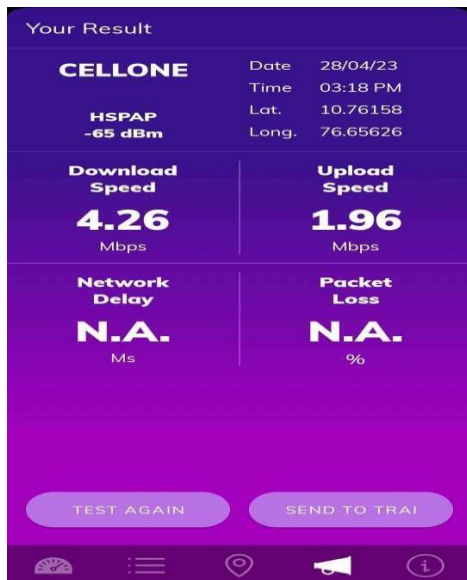 Your Result
CELLONE
HSPAP
-65 dBm
Date 28/04/23
Time 03:18 PM
Lat. 10.76158
Long. 76.65626
Download
Speed
4.26
Mbps
Upload
Speed
1.96
Mbps
Network
Delay
N.A.
Ms
Packet
Loss
N.A.
%
TEST AGAIN
SEND TO TRAI
i